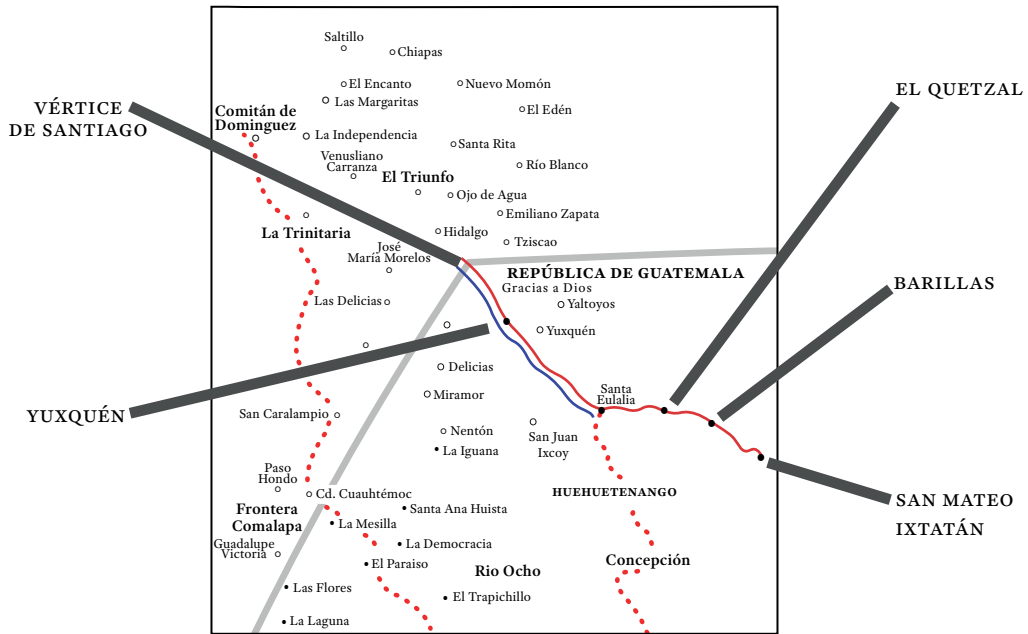 Saltillo
Chiapas
El Encanto
Nuevo Momón
EL QUETZAL
VÉRTICE
DE SANTIAGO
Las Margaritas
El Edén
Comitán de
Dominguez
La Independencia
Santa Rita
Venusliano
Carranza
Río Blanco
El Triunfo
Ojo de Agua
Emiliano Zapata
La Trinitaria
Hidalgo
Tziscao
José
María Morelos
REPÚBLICA DE GUATEMALA
Gracias a Dios
BARILLAS
Las Delicias
Yaltoyos
Yuxquén
Delicias
Miramor
Santa
Eulalia
YUXQUÉN
San Caralampio
Nentón
San Juan
Ixcoy
La Iguana
Paso
Hondo
Cd. Cuauhtémoc
HUEHUETENANGO
SAN MATEO
IXTATÁN
Frontera
Comalapa
Santa Ana Huista
La Mesilla
Guadalupe
Victoria
La Democracia
El Paraiso
Rio Ocho
Concepción
Las Flores
El Trapichillo
La Laguna